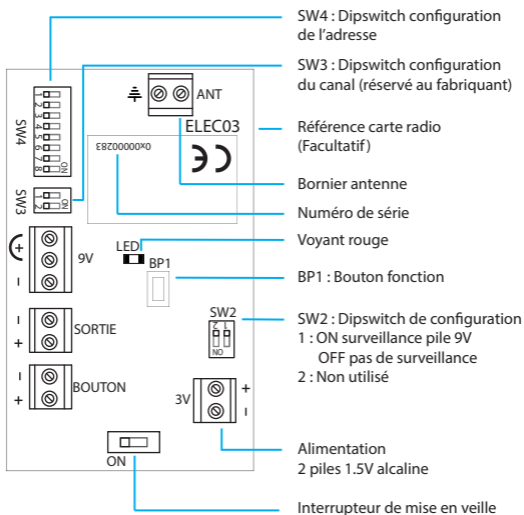 SW4 : Dipswitch configuration
de l'adresse
SW3 : Dipswitch configuration
du canal (réservé au fabriquant)
Référence carte radio
(Facultatif)
Bornier antenne
Numéro de série
Voyant rouge
BP1 : Bouton fonction
SW2 : Dipswitch de configuration
1 : ON surveillance pile 9V
OFF pas de surveillance
2 : Non utilisé
Alimentation
2 piles 1.5V alcaline
Interrupteur de mise en veille
ANT
ELEC03
CE
0x00000283
SW4
1 2 3 4 5 6 7 8
ON
SW3
1 2
ON
+
9V
–
LED
BP1
–
SORTIE
+
–
BOUTON
+
SW2
2 1
ON
3V
+
–
ON